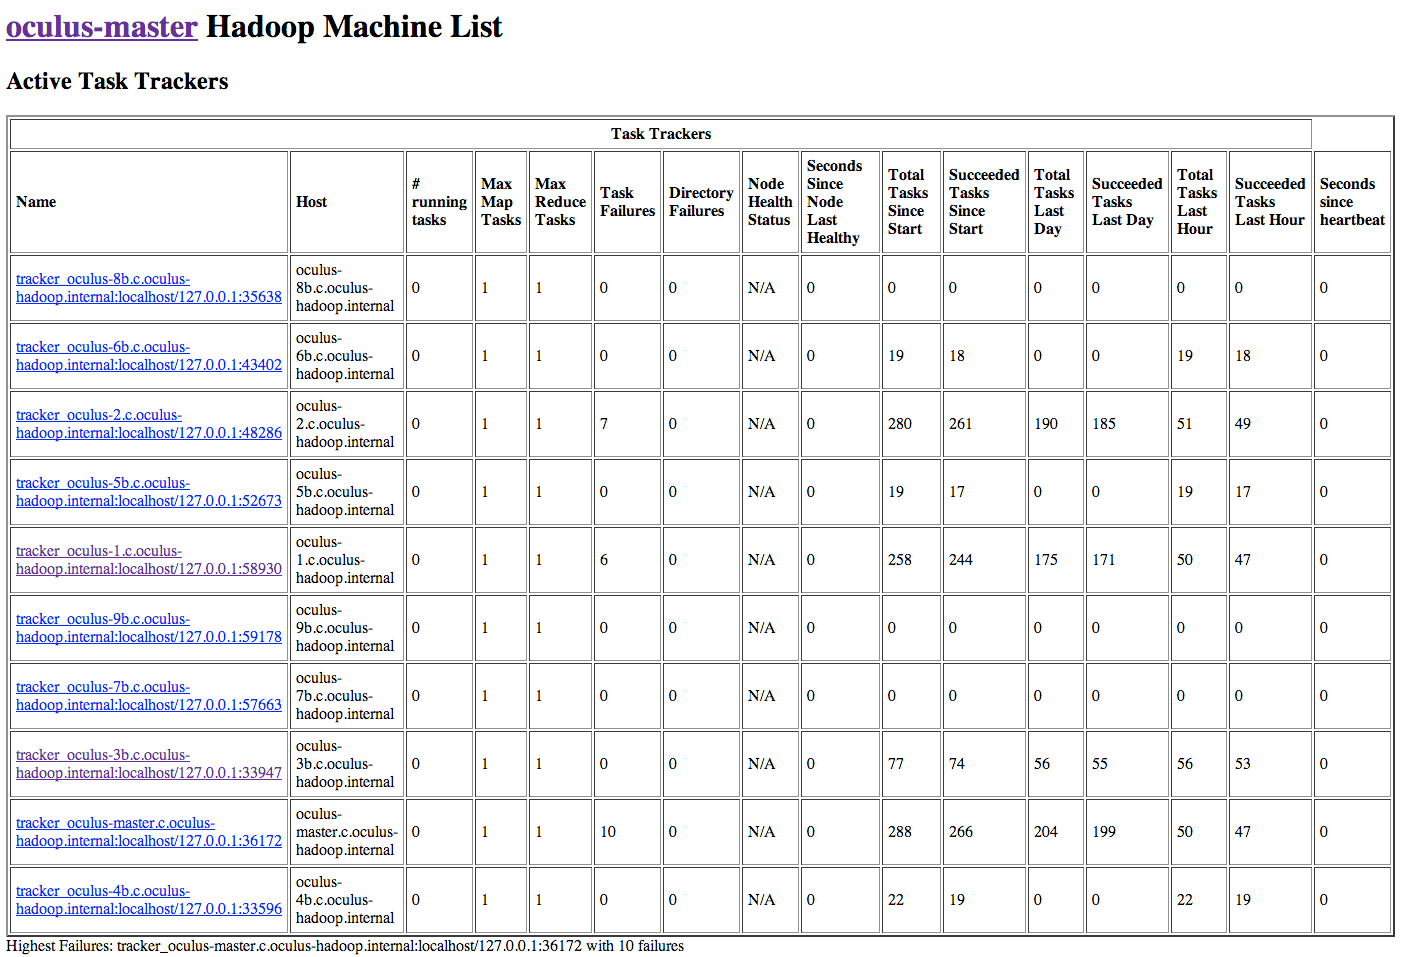 oculus-master Hadoop Machine List
Active Task Trackers
Task Trackers
Name Host # running tasks Max Map Tasks Max Reduce Tasks Task Failures Directory Failures Node Health Status Seconds Since Node Last Healthy Total Tasks Since Start Succeeded Tasks Since Start Total Tasks Last Day Succeeded Tasks Last Day Total Tasks Last Hour Succeeded Tasks Last Hour Seconds since heartbeat
tracker_oculus-8b.c.oculus-hadoop.internal:localhost/127.0.0.1:35638 oculus-8b.c.oculus-hadoop.internal 0 1 1 0 0 N/A 0 0 0 0 0 0 0 0
tracker_oculus-6b.c.oculus-hadoop.internal:localhost/127.0.0.1:43402 oculus-6b.c.oculus-hadoop.internal 0 1 1 0 0 N/A 0 19 18 0 0 19 18 0
tracker_oculus-2.c.oculus-hadoop.internal:localhost/127.0.0.1:48286 oculus-2.c.oculus-hadoop.internal 0 1 1 7 0 N/A 0 280 261 190 185 51 49 0
tracker_oculus-5b.c.oculus-hadoop.internal:localhost/127.0.0.1:52673 oculus-5b.c.oculus-hadoop.internal 0 1 1 0 0 N/A 0 19 17 0 0 19 17 0
tracker_oculus-1.c.oculus-hadoop.internal:localhost/127.0.0.1:58930 oculus-1.c.oculus-hadoop.internal 0 1 1 6 0 N/A 0 258 244 175 171 50 47 0
tracker_oculus-9b.c.oculus-hadoop.internal:localhost/127.0.0.1:59178 oculus-9b.c.oculus-hadoop.internal 0 1 1 0 0 N/A 0 0 0 0 0 0 0 0
tracker_oculus-7b.c.oculus-hadoop.internal:localhost/127.0.0.1:57663 oculus-7b.c.oculus-hadoop.internal 0 1 1 0 0 N/A 0 0 0 0 0 0 0 0
tracker_oculus-3b.c.oculus-hadoop.internal:localhost/127.0.0.1:33947 oculus-3b.c.oculus-hadoop.internal 0 1 1 0 0 N/A 0 77 74 56 55 56 53 0
tracker_oculus-master.c.oculus-hadoop.internal:localhost/127.0.0.1:36172 oculus-master.c.oculus-hadoop.internal 0 1 1 10 0 N/A 0 288 266 204 199 50 47 0
tracker_oculus-4b.c.oculus-hadoop.internal:localhost/127.0.0.1:33596 oculus-4b.c.oculus-hadoop.internal 0 1 1 0 0 N/A 0 22 19 0 0 22 19 0
Highest Failures: tracker_oculus-master.c.oculus-hadoop.internal:localhost/127.0.0.1:36172 with 10 failures